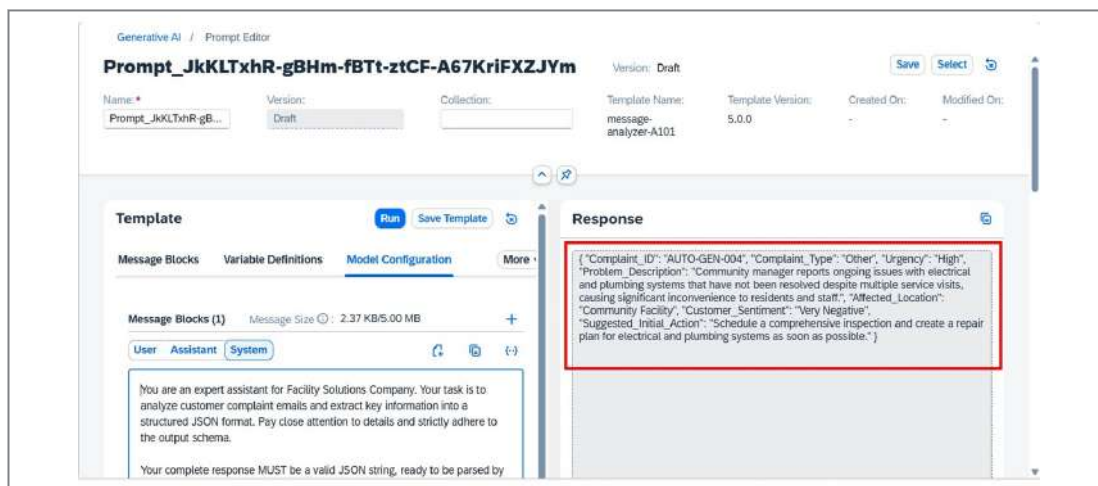 Generative AI / Prompt Editor
Prompt_JkKLTxhR-gBHm-fBTt-ztCF-A67KriFXZJYm Version: Draft Save Select
Name:* Version: Collection: Template Name: Template Version: Created On: Modified On:
Prompt_JkKLTxhR-gB... Draft message-analyzer-A101 5.0.0 - -
Template Run Save Template
Message Blocks Variable Definitions Model Configuration More
Message Blocks (1) Message Size : 2.37 KB/5.00 MB
User Assistant System
You are an expert assistant for Facility Solutions Company. Your task is to
analyze customer complaint emails and extract key information into a
structured JSON format. Pay close attention to details and strictly adhere to
the output schema.
Your complete response MUST be a valid JSON string, ready to be parsed by
Response
{ "Complaint_ID": "AUTO-GEN-004", "Complaint_Type": "Other", "Urgency": "High",
"Problem_Description": "Community manager reports ongoing issues with electrical
and plumbing systems that have not been resolved despite multiple service visits,
causing significant inconvenience to residents and staff.", "Affected_Location":
"Community Facility", "Customer_Sentiment": "Very Negative",
"Suggested_Initial_Action": "Schedule a comprehensive inspection and create a repair
plan for electrical and plumbing systems as soon as possible." }